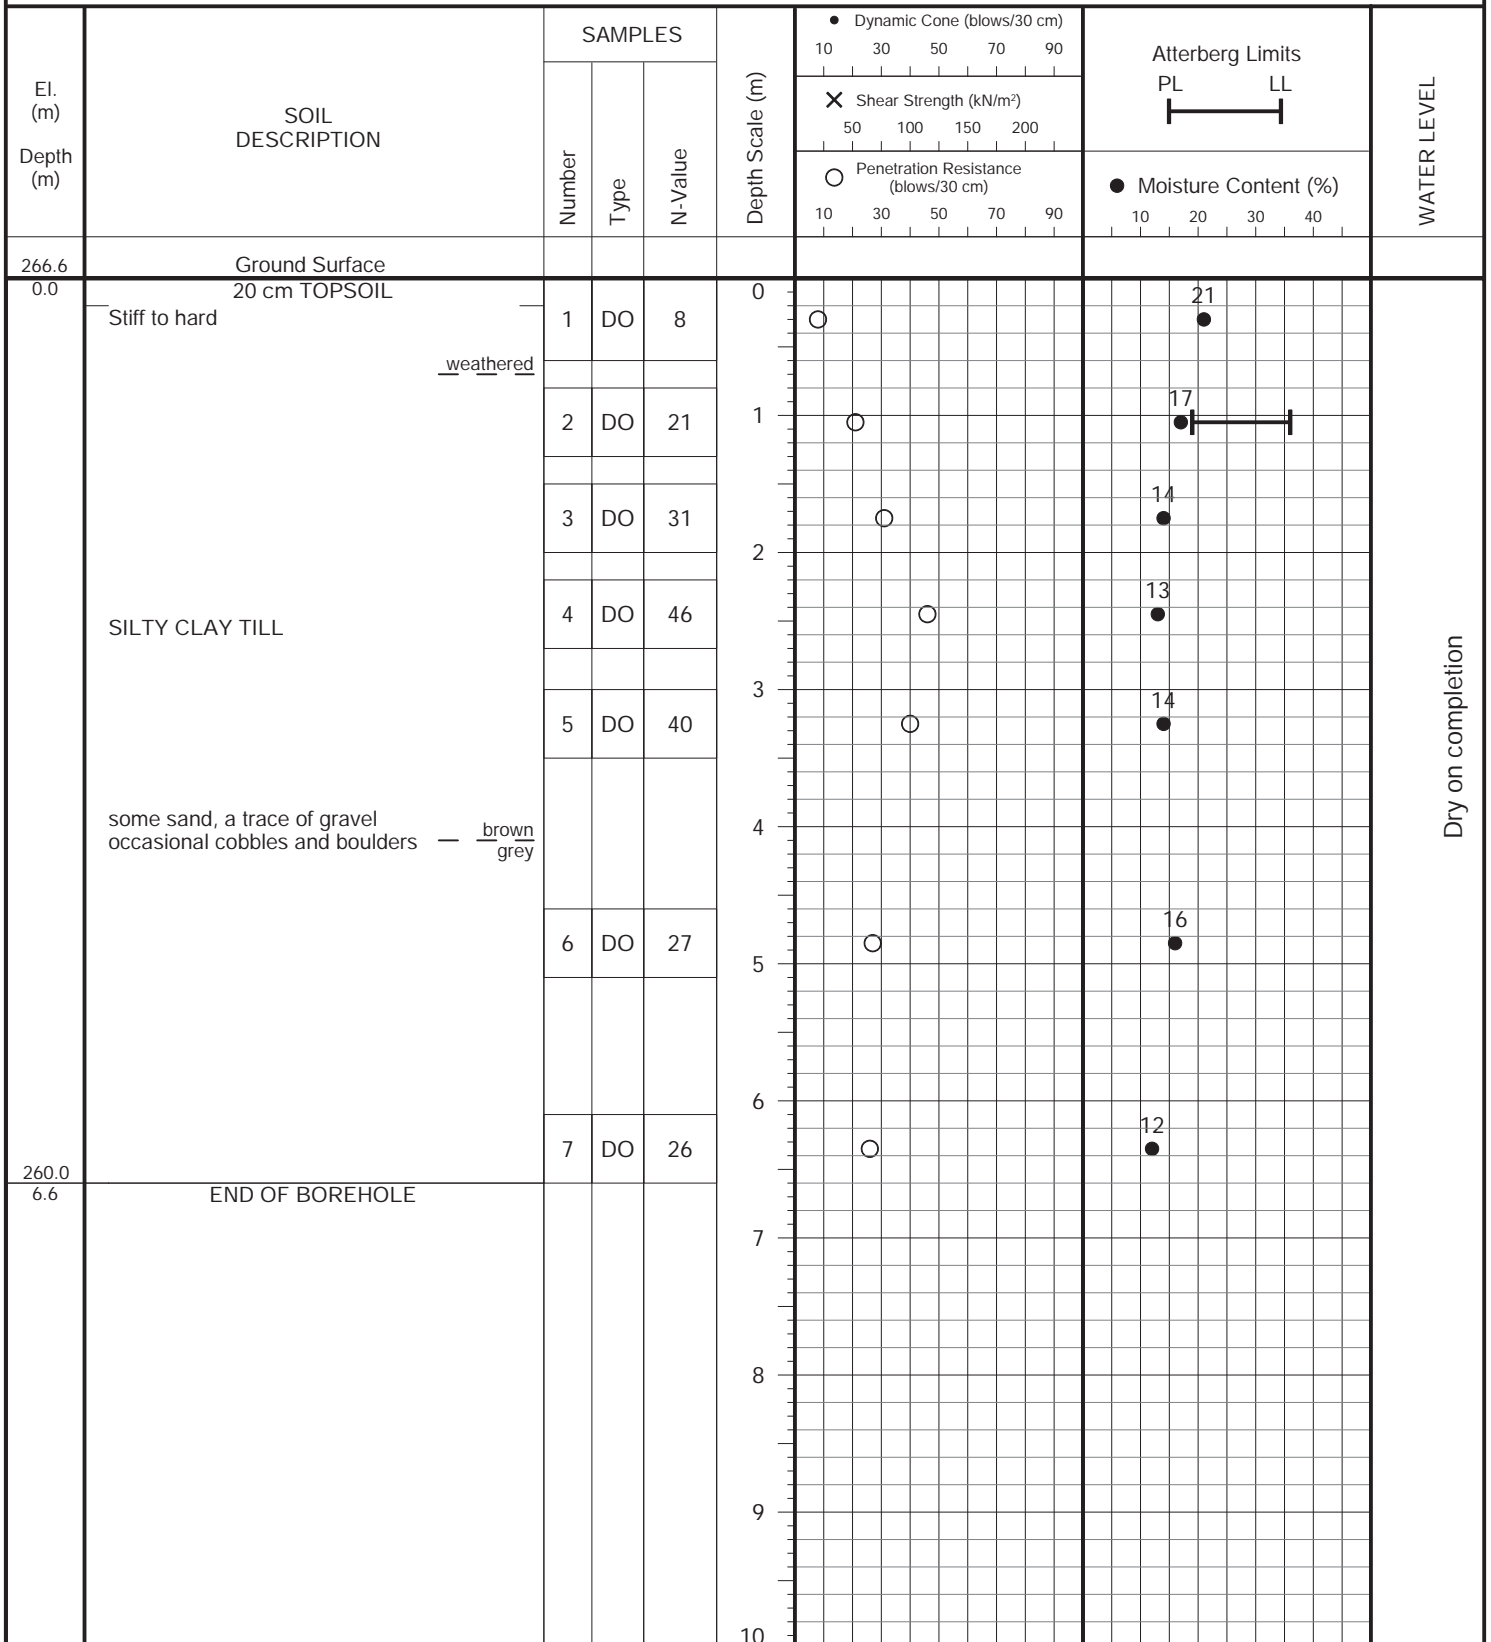 El.
(m)
Depth
(m)
SOIL
DESCRIPTION
SAMPLES
Number
Type
N-Value
Depth Scale (m)
Dynamic Cone (blows/30 cm)
10 30 50 70 90
Shear Strength (kN/m²)
50 100 150 200
Penetration Resistance
(blows/30 cm)
10 30 50 70 90
Atterberg Limits
PL LL
Moisture Content (%)
10 20 30 40
WATER LEVEL
266.6 Ground Surface
0.0 20 cm TOPSOIL 0
21
Stiff to hard 1 DO 8
weathered
17
2 DO 21 1
14
3 DO 31
2
13
SILTY CLAY TILL 4 DO 46
3
14
5 DO 40
some sand, a trace of gravel
occasional cobbles and boulders
brown
grey
4
16
6 DO 27
5
6
12
7 DO 26
260.0
6.6 END OF BOREHOLE
7
8
9
10
Dry on completion